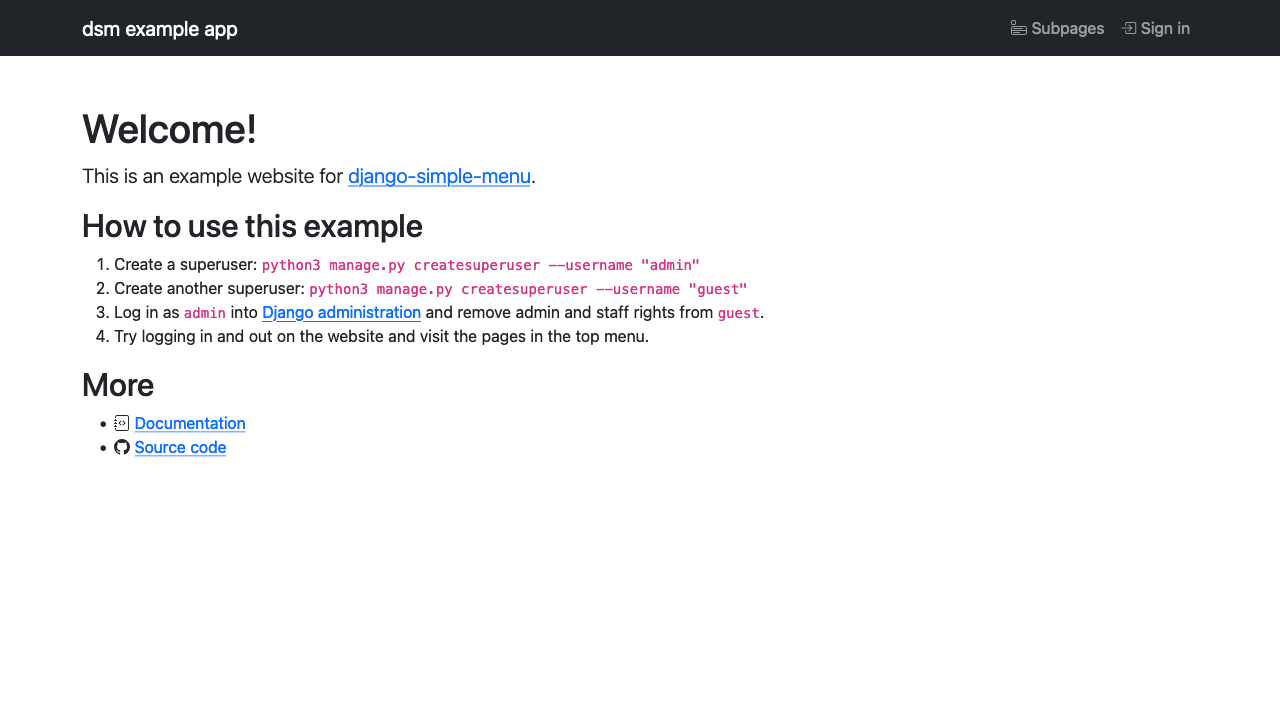 dsm example app
Subpages
Sign in
Welcome!
This is an example website for django-simple-menu.
How to use this example
1. Create a superuser: python3 manage.py createsuperuser --username "admin"
2. Create another superuser: python3 manage.py createsuperuser --username "guest"
3. Log in as admin into Django administration and remove admin and staff rights from guest.
4. Try logging in and out on the website and visit the pages in the top menu.
More
• Documentation
• Source code